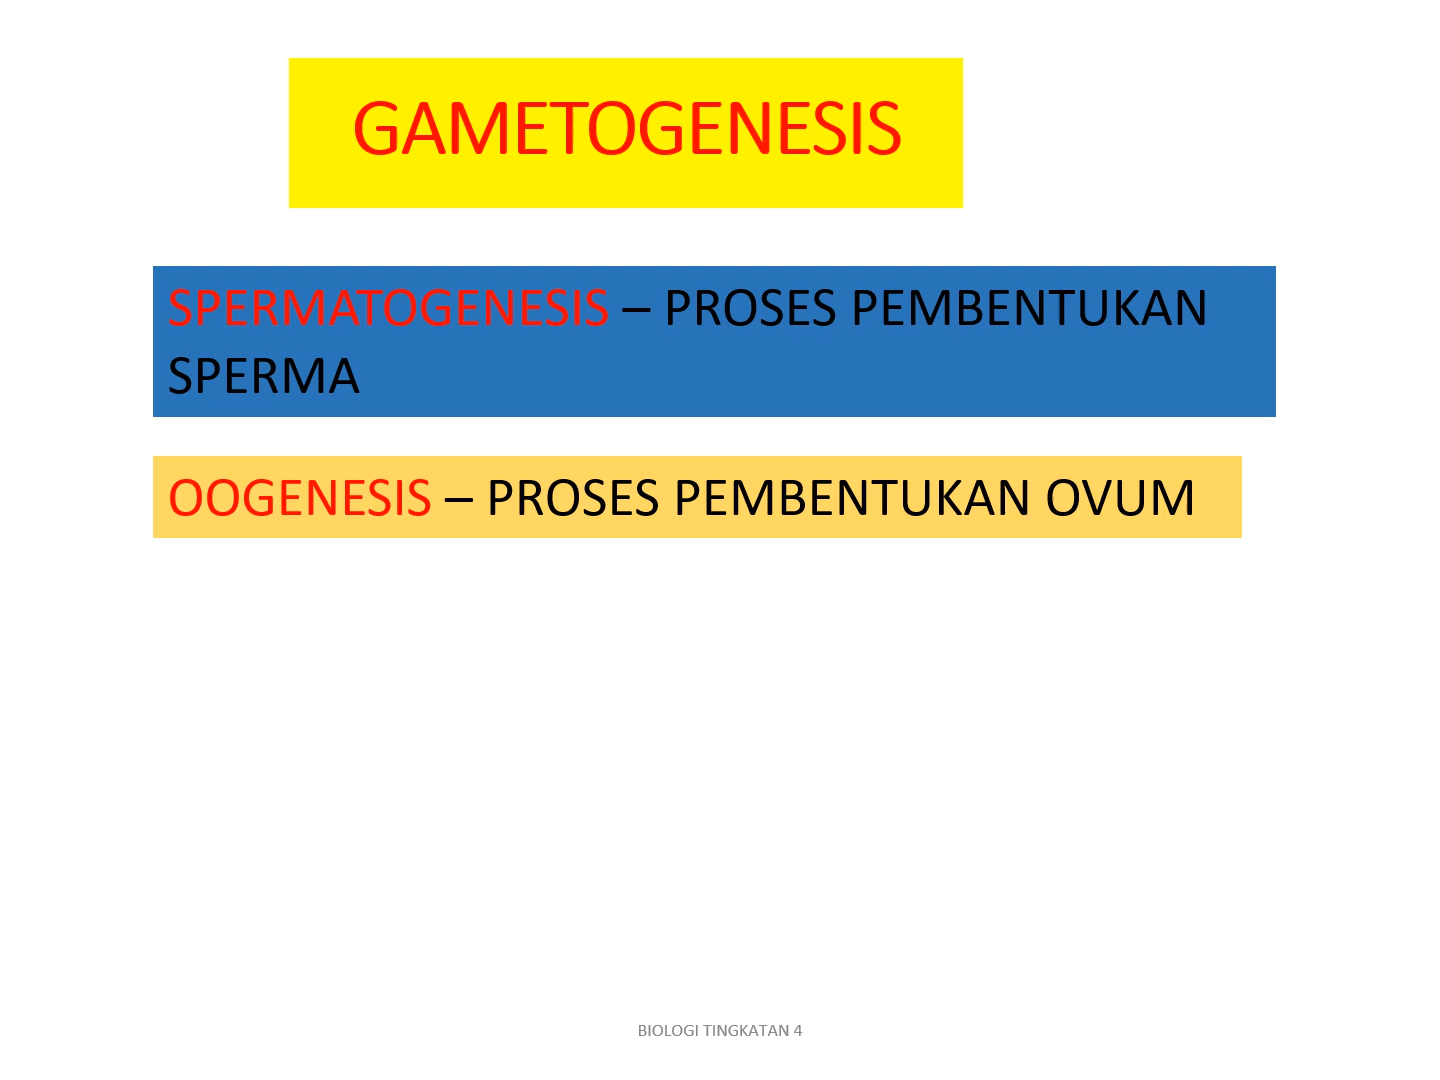 GAMETOGENESIS
SPERMATOGENESIS – PROSES PEMBENTUKAN
SPERMA
OOGENESIS – PROSES PEMBENTUKAN OVUM
BIOLOGI TINGKATAN 4